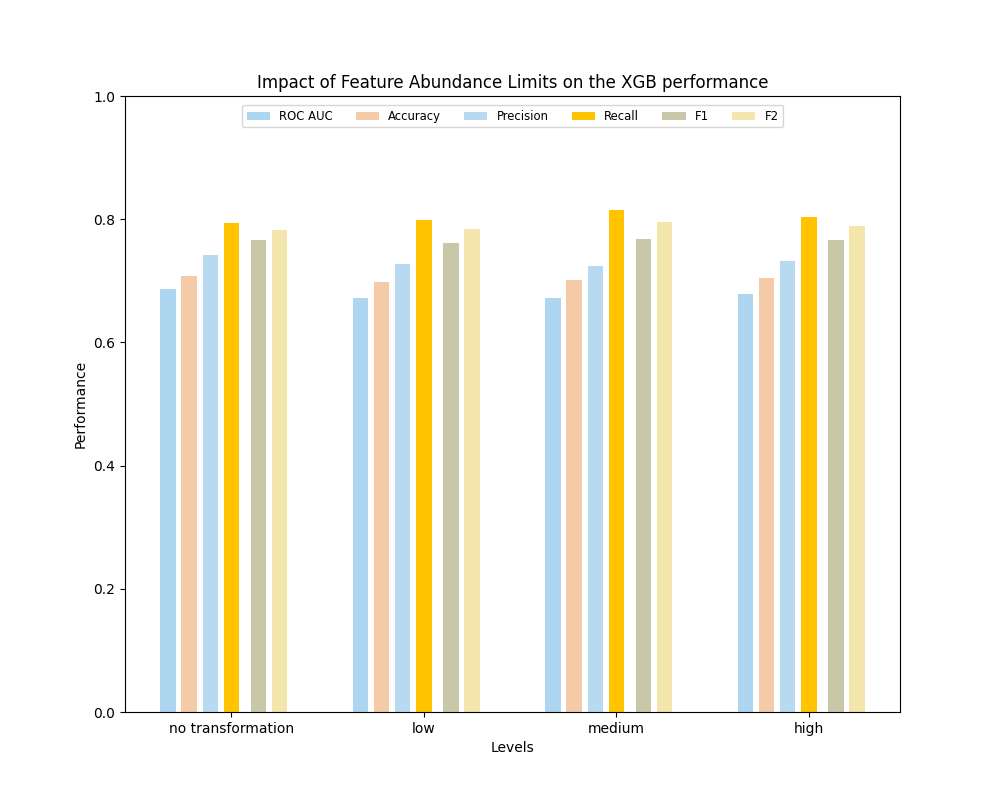 Impact of Feature Abundance Limits on the XGB performance
ROC AUC Accuracy Precision Recall F1 F2
1.0
0.8
0.6
0.4
0.2
0.0
Performance
no transformation low medium high
Levels